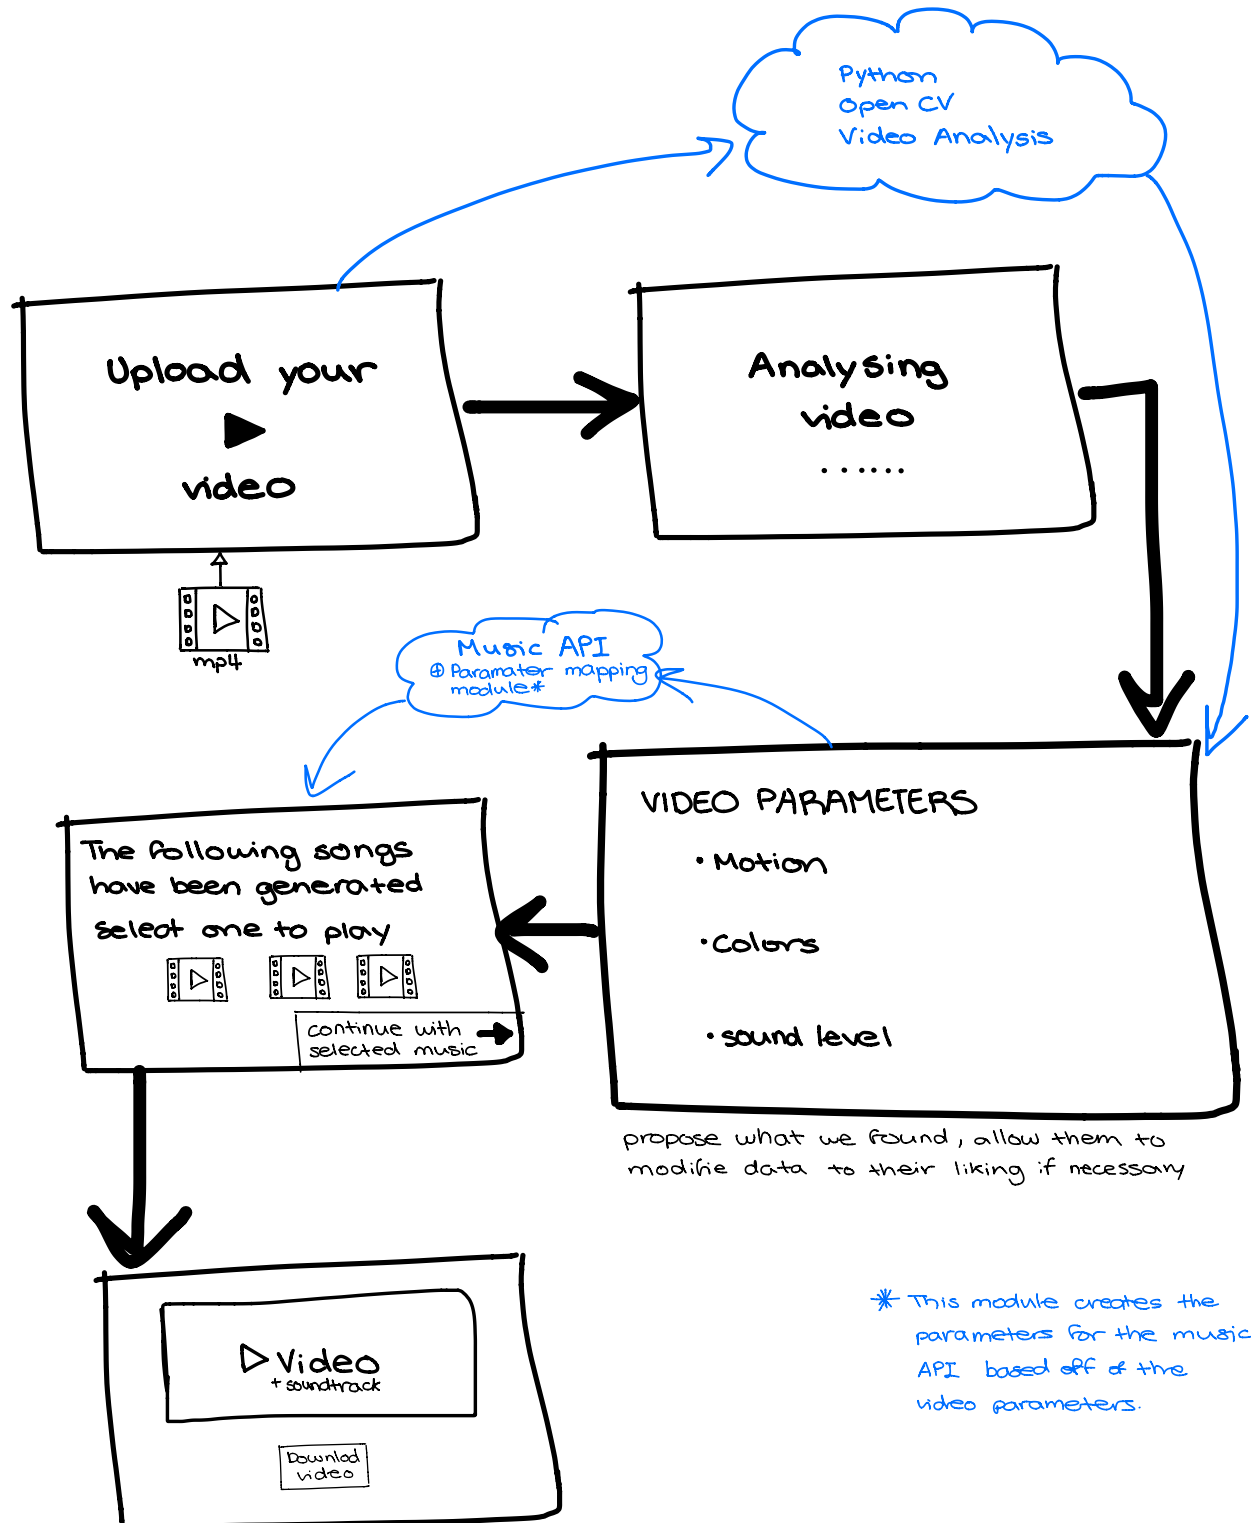 Python
Open CV
Video Analysis
Upload your
video
mp4
Analysing
video
......
Music API
⊕ Paramater mapping
module*
VIDEO PARAMETERS
• Motion
• Colors
• sound level
propose what we found, allow them to
modifie data to their liking if necessary
The following songs
have been generated
select one to play
continue with
selected music
Video
+ soundtrack
Downlod
video
* This module creates the
parameters for the music
API based off of the
video parameters.